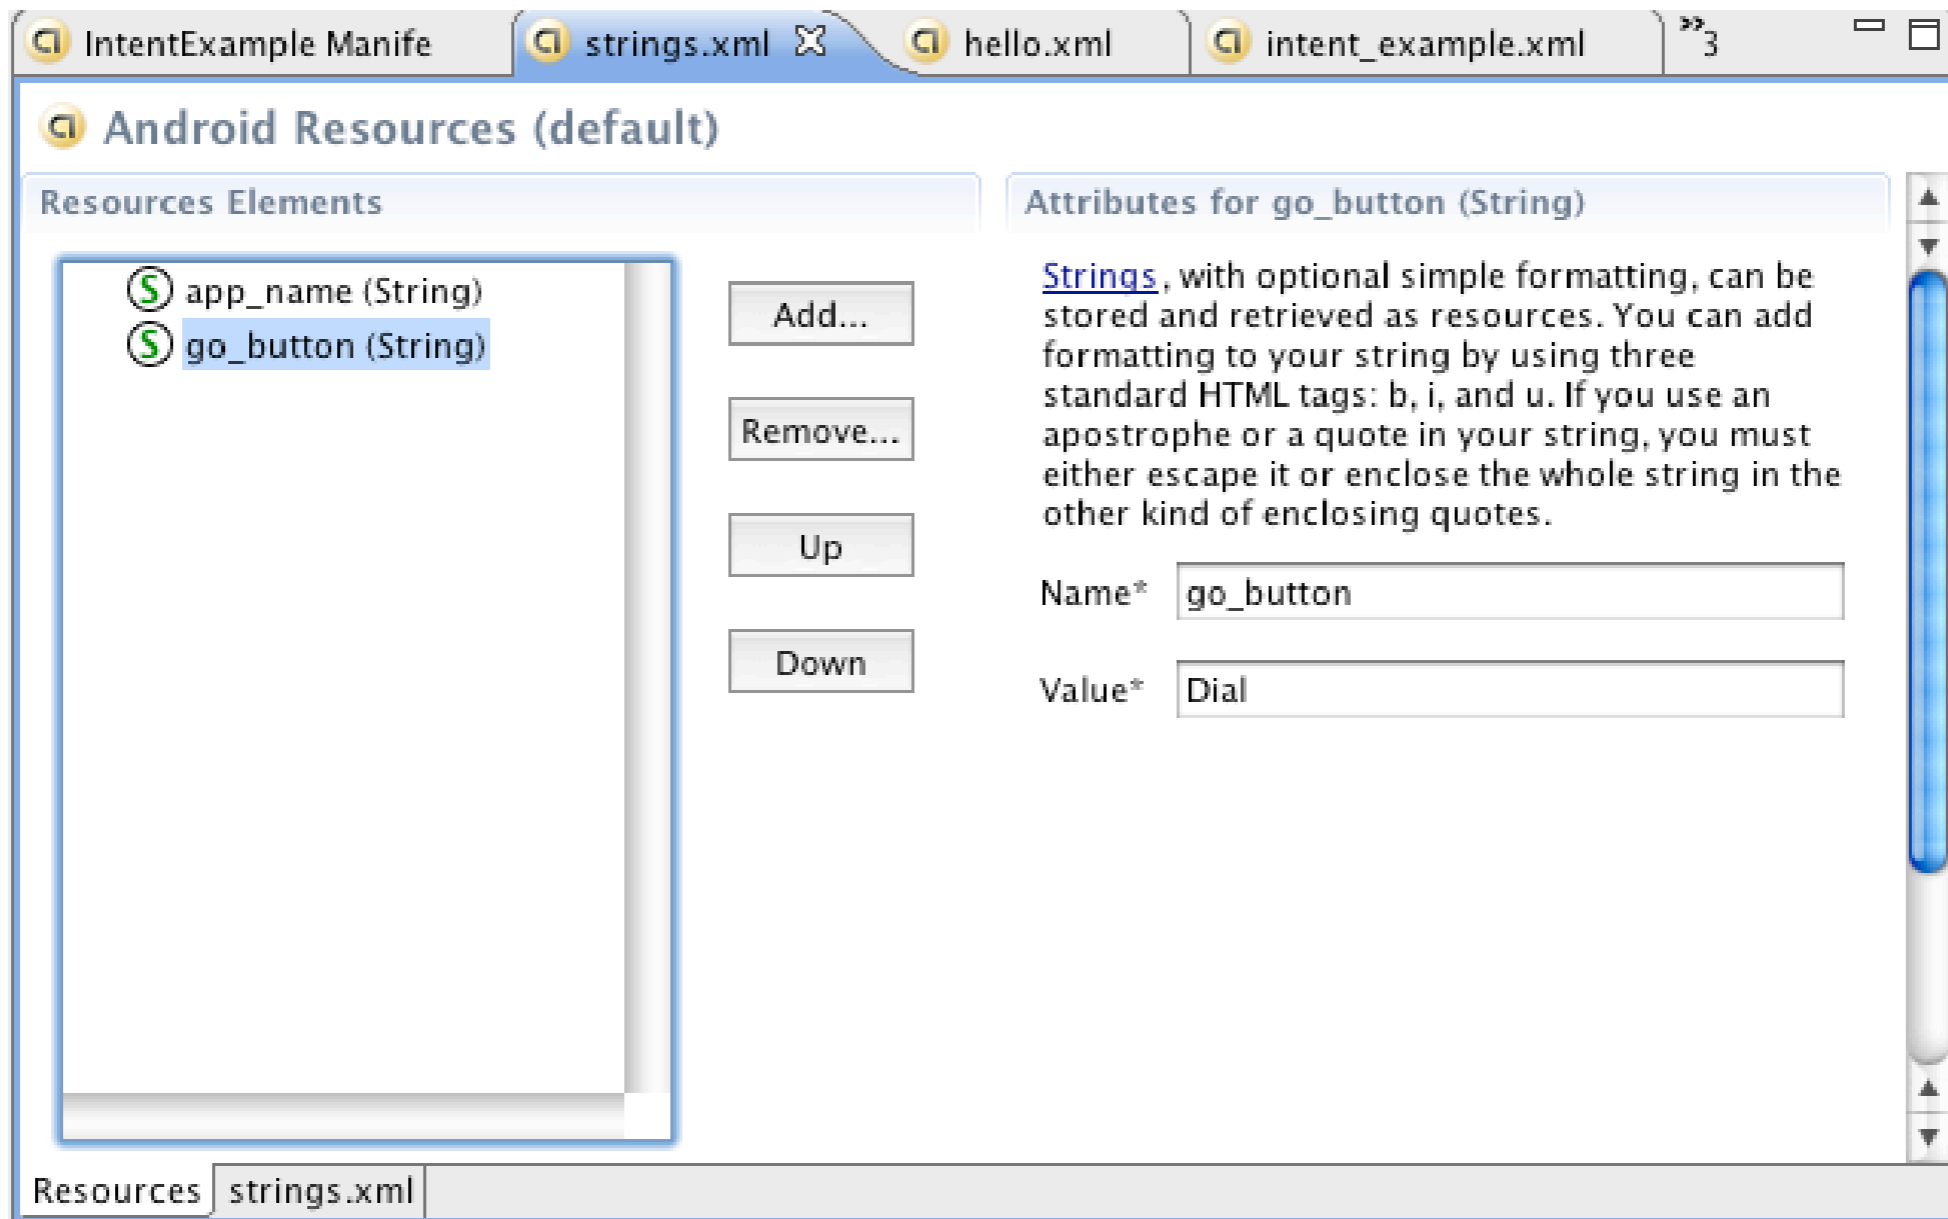 IntentExample Manife
strings.xml
hello.xml
intent_example.xml
»3
Android Resources (default)
Resources Elements
app_name (String)
go_button (String)
Add...
Remove...
Up
Down
Attributes for go_button (String)
Strings, with optional simple formatting, can be
stored and retrieved as resources. You can add
formatting to your string by using three
standard HTML tags: b, i, and u. If you use an
apostrophe or a quote in your string, you must
either escape it or enclose the whole string in the
other kind of enclosing quotes.
Name* go_button
Value* Dial
Resources
strings.xml